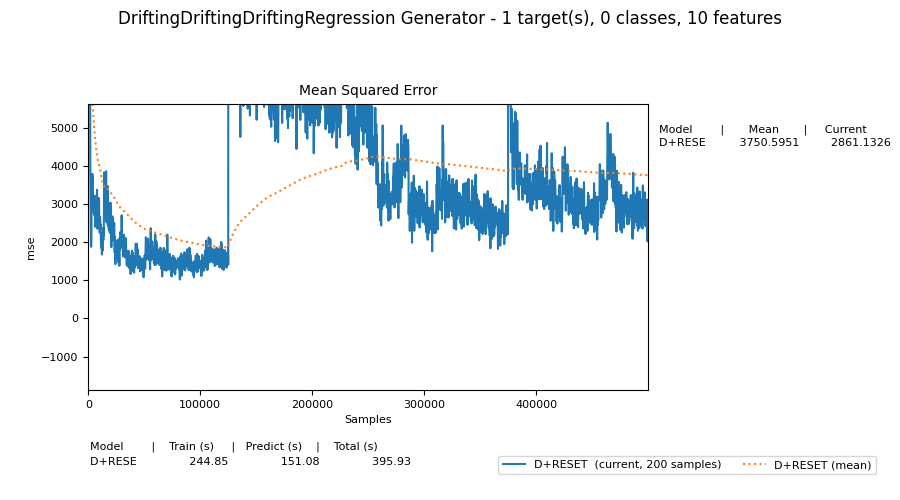 DriftingDriftingDriftingRegression Generator - 1 target(s), 0 classes, 10 features
Mean Squared Error
5000
4000
3000
2000
1000
0
−1000
mse
0 100000 200000 300000 400000
Samples
Model | Mean | Current
D+RESE 3750.5951 2861.1326
Model | Train (s) | Predict (s) | Total (s)
D+RESE 244.85 151.08 395.93
D+RESET (current, 200 samples) D+RESET (mean)